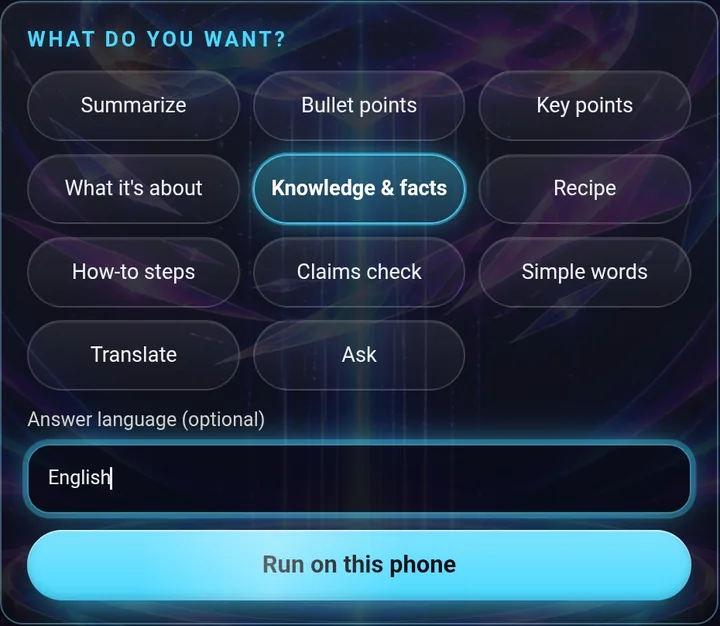 WHAT DO YOU WANT?
Summarize Bullet points Key points
What it's about Knowledge & facts Recipe
How-to steps Claims check Simple words
Translate Ask
Answer language (optional)
English
Run on this phone